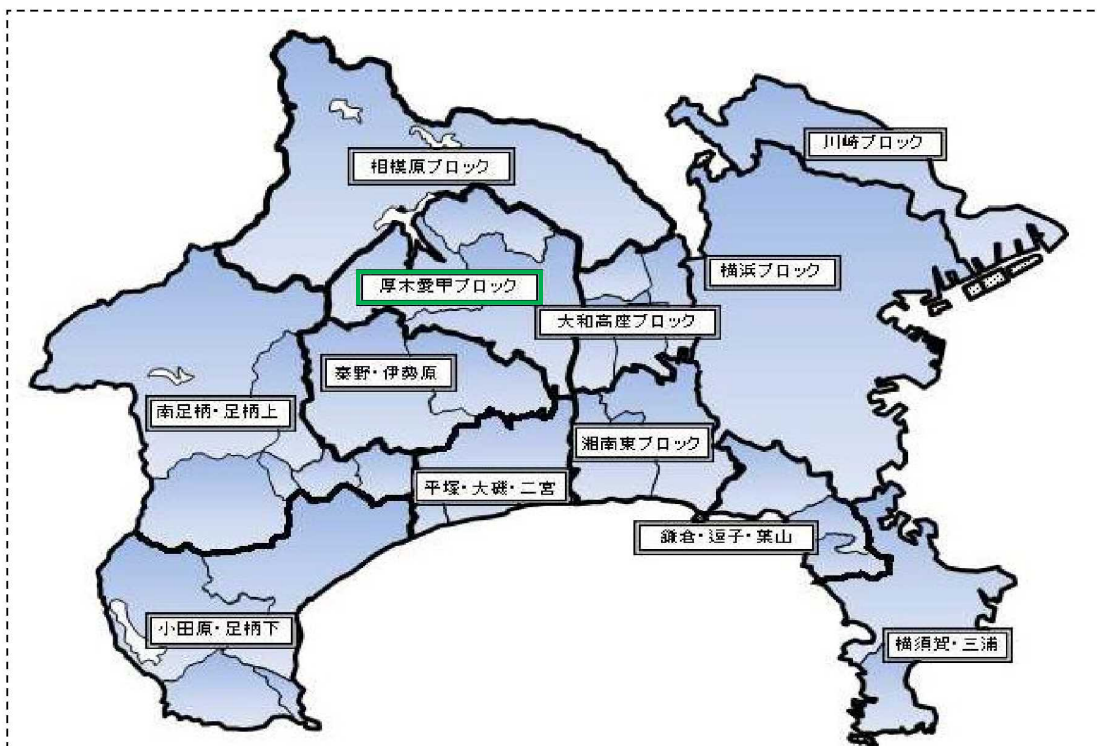 川崎ブロック
相模原ブロック
横浜ブロック
厚木愛甲ブロック
大和高座ブロック
秦野・伊勢原
南足柄・足柄上
湘南東ブロック
平塚・大磯・二宮
鎌倉・逗子・葉山
小田原・足柄下
横須賀・三浦